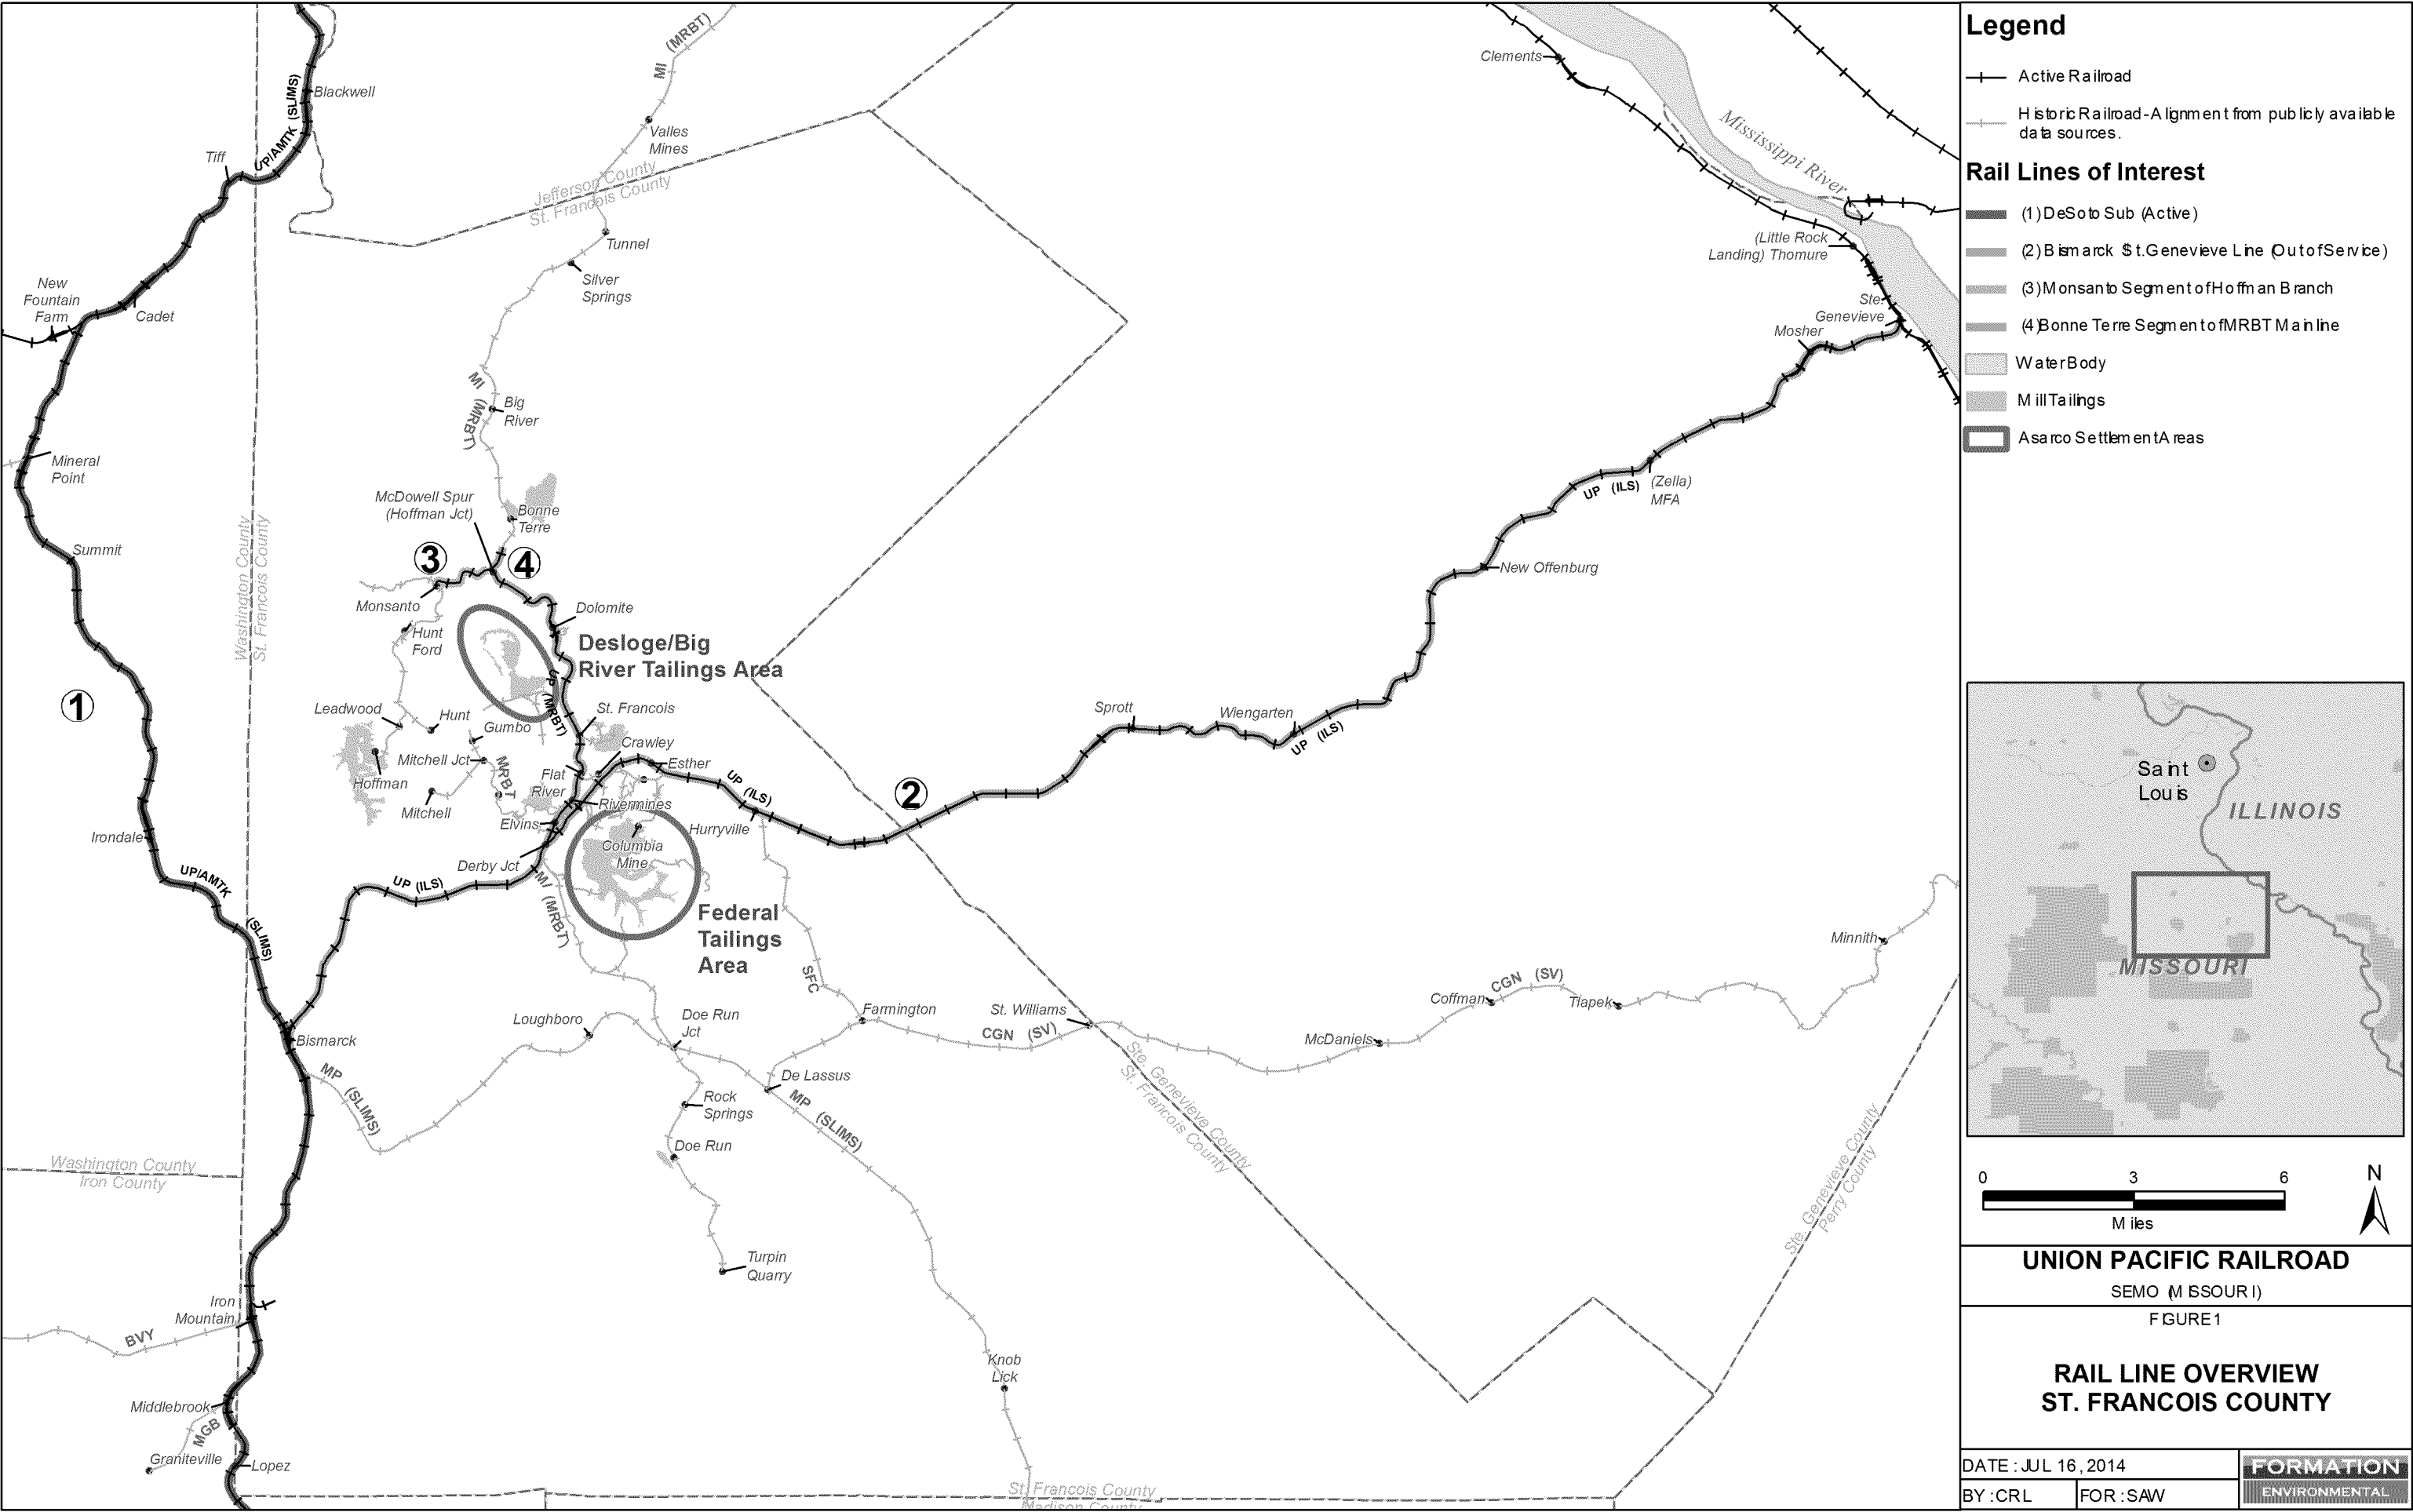 Blackwell
UP/AMTK (SLIMS)
Tiff
New
Fountain
Farm
Cadet
Mineral
Point
Summit
Washington County
St. Francois County
1
Irondale
UP/AMTK (SLIMS)
Bismarck
MP (SLIMS)
Washington County
Iron County
Iron
Mountain
BVY
Middlebrook
MGB
Graniteville
Lopez
MI (MRBT)
Valles
Mines
Jefferson County
St. Francois County
Tunnel
Silver
Springs
MI (MRBT)
Big
River
McDowell Spur
(Hoffman Jct)
Bonne
Terre
3
4
Monsanto
Dolomite
Hunt
Ford
Desloge/Big
River Tailings Area
UP (MRBT)
Leadwood
Hunt
Gumbo
St. Francois
Mitchell Jct
Crawley
Hoffman
Mitchell
MRBT
Flat
River
Esther
Rivermines
Elvins
Hurryville
Columbia
Mine
Derby Jct
UP (ILS)
UP (ILS)
MI (MRBT)
Federal
Tailings
Area
2
Sprott
Wiengarten
UP (ILS)
New Offenburg
UP (ILS)
(Zella)
MFA
Clements
Mississippi River
(Little Rock
Landing) Thomure
Ste.
Genevieve
Mosher
SFC
Loughboro
Doe Run
Jct
Farmington
CGN (SV)
St. Williams
De Lassus
MP (SLIMS)
Rock
Springs
Doe Run
Turpin
Quarry
Knob
Lick
McDaniels
Coffman
CGN (SV)
Tlapek
Minnith
Ste. Genevieve County
St. Francois County
Ste. Genevieve County
Perry County
St. Francois County
Madison County
Legend
Active Railroad
Historic Railroad - Alignment from publicly available
data sources.
Rail Lines of Interest
(1) DeSoto Sub (Active)
(2) Bismarck St. Genevieve Line (Out of Service)
(3) Monsanto Segment of Hoffman Branch
(4) Bonne Terre Segment of MRBT Mainline
Water Body
Mill Tailings
Asarco Settlement Areas
Saint
Louis
ILLINOIS
MISSOURI
0 3 6
Miles
N
UNION PACIFIC RAILROAD
SEMO (MISSOURI)
FIGURE 1
RAIL LINE OVERVIEW
ST. FRANCOIS COUNTY
DATE: JUL 16, 2014
BY: CRL
FOR: SAW
FORMATION
ENVIRONMENTAL